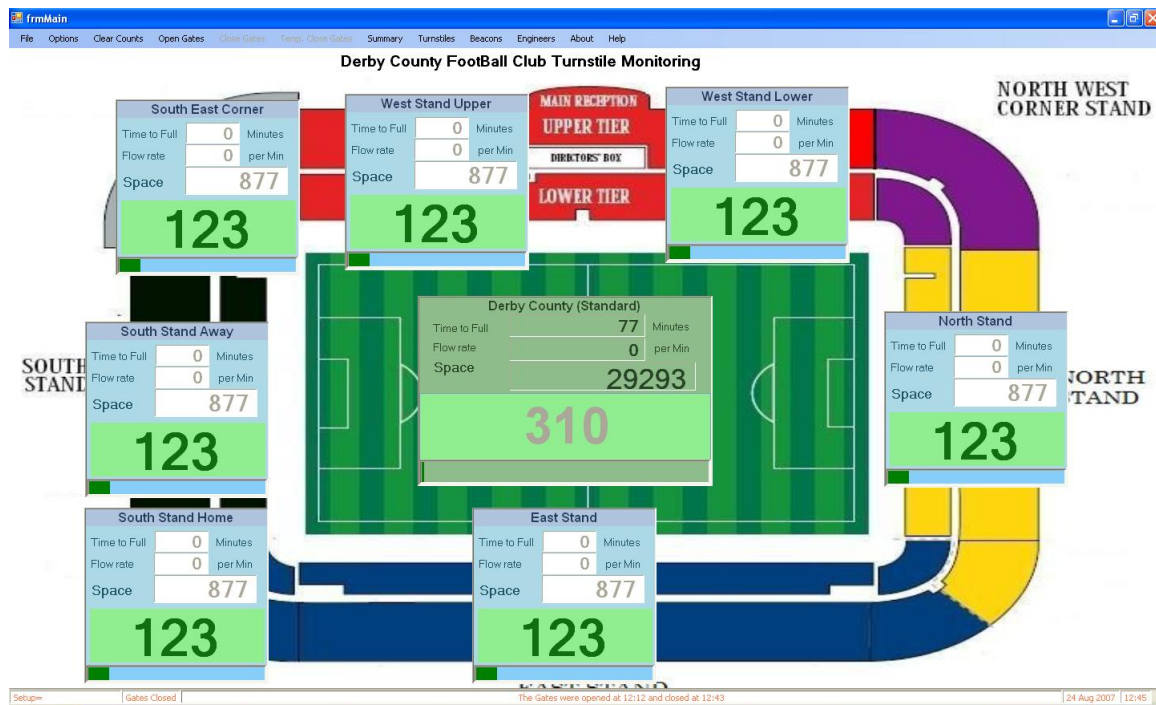 frmMain
File Options Clear Counts Open Gates Close Gates Temp. Close Gates Summary Turnstiles Beacons Engineers About Help
Derby County FootBall Club Turnstile Monitoring
NORTH WEST
CORNER STAND
MAIN RECEPTION
UPPER TIER
DIRECTORS' BOX
LOWER TIER
South East Corner
Time to Full 0 Minutes
Flow rate 0 per Min
Space 877
123
West Stand Upper
Time to Full 0 Minutes
Flow rate 0 per Min
Space 877
123
West Stand Lower
Time to Full 0 Minutes
Flow rate 0 per Min
Space 877
123
SOUTH
STAND
South Stand Away
Time to Full 0 Minutes
Flow rate 0 per Min
Space 877
123
Derby County (Standard)
Time to Full 77 Minutes
Flow rate 0 per Min
Space 29293
310
North Stand
Time to Full 0 Minutes
Flow rate 0 per Min
Space 877
123
NORTH
STAND
South Stand Home
Time to Full 0 Minutes
Flow rate 0 per Min
Space 877
123
East Stand
Time to Full 0 Minutes
Flow rate 0 per Min
Space 877
123
EAST STAND
Setup= Gates Closed The Gates were opened at 12:12 and closed at 12:43 24 Aug 2007 12:45